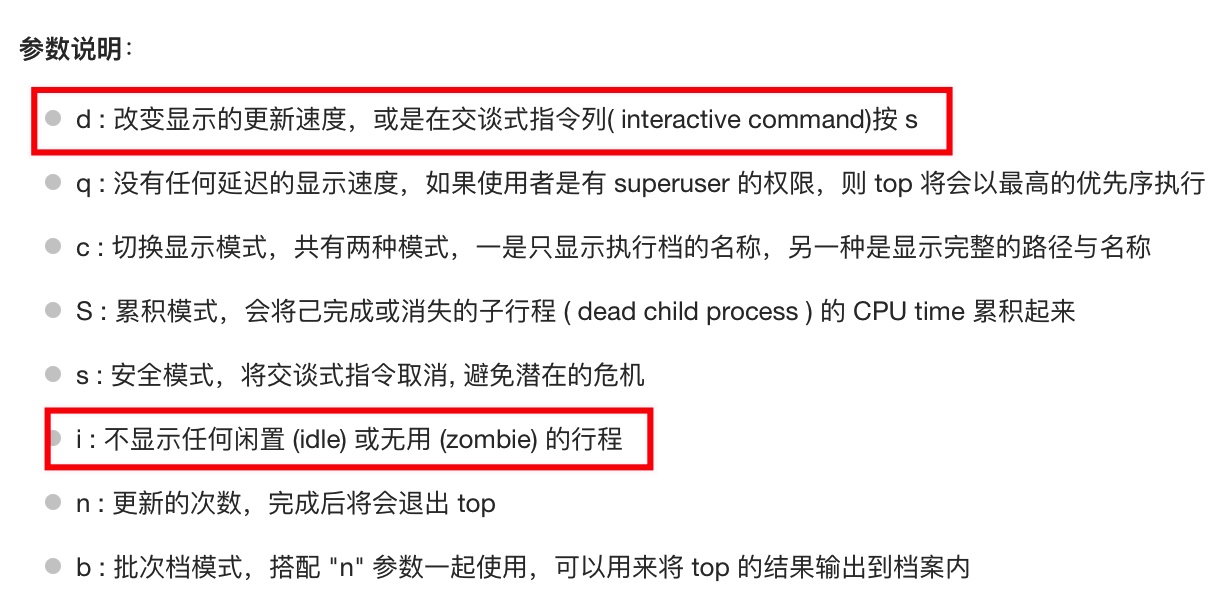 参数说明：
d : 改变显示的更新速度，或是在交谈式指令列( interactive command)按 s
q : 没有任何延迟的显示速度，如果使用者是有 superuser 的权限，则 top 将会以最高的优先序执行
c : 切换显示模式，共有两种模式，一是只显示执行档的名称，另一种是显示完整的路径与名称
S : 累积模式，会将己完成或消失的子行程 ( dead child process ) 的 CPU time 累积起来
s : 安全模式，将交谈式指令取消, 避免潜在的危机
i : 不显示任何闲置 (idle) 或无用 (zombie) 的行程
n : 更新的次数，完成后将会退出 top
b : 批次档模式，搭配 "n" 参数一起使用，可以用来将 top 的结果输出到档案内